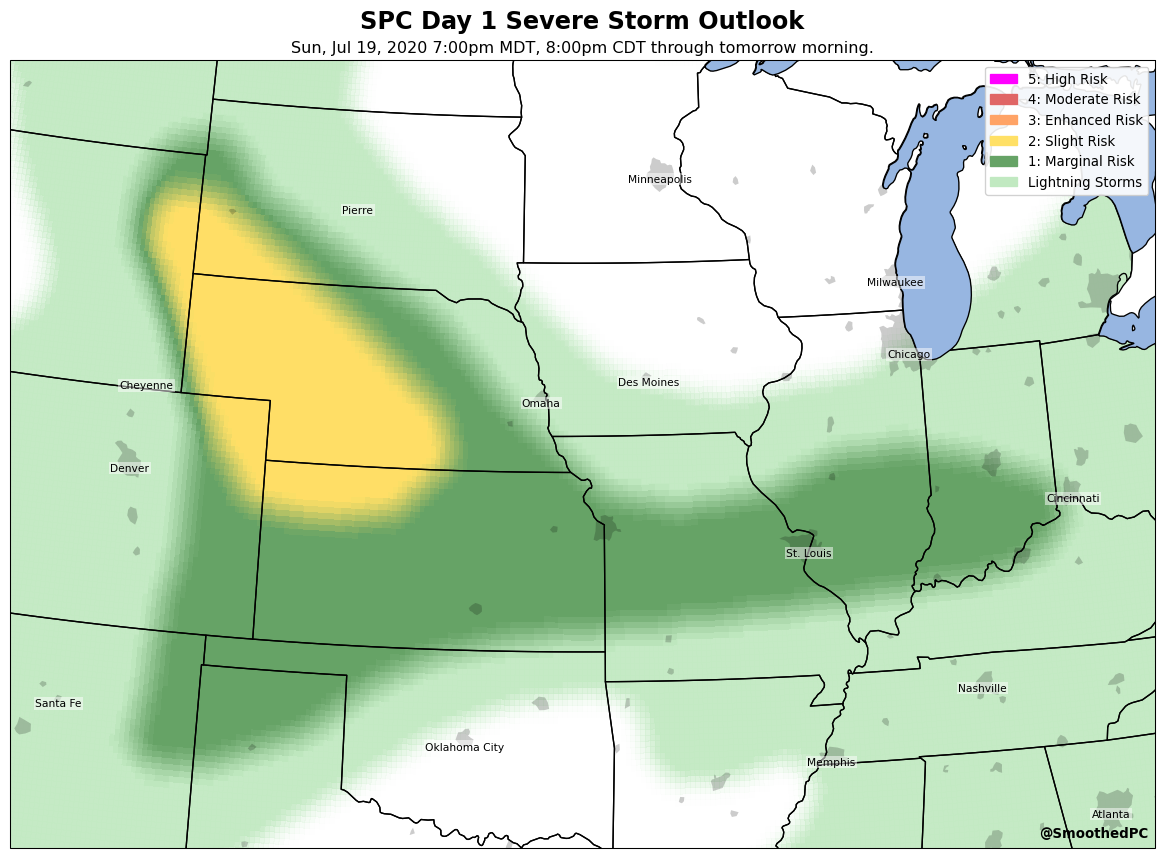 SPC Day 1 Severe Storm Outlook
Sun, Jul 19, 2020 7:00pm MDT, 8:00pm CDT through tomorrow morning.
5: High Risk
4: Moderate Risk
3: Enhanced Risk
2: Slight Risk
1: Marginal Risk
Lightning Storms
Minneapolis
Pierre
Milwaukee
Chicago
Des Moines
Cheyenne
Omaha
Denver
Cincinnati
St. Louis
Nashville
Santa Fe
Oklahoma City
Memphis
Atlanta
@SmoothedPC